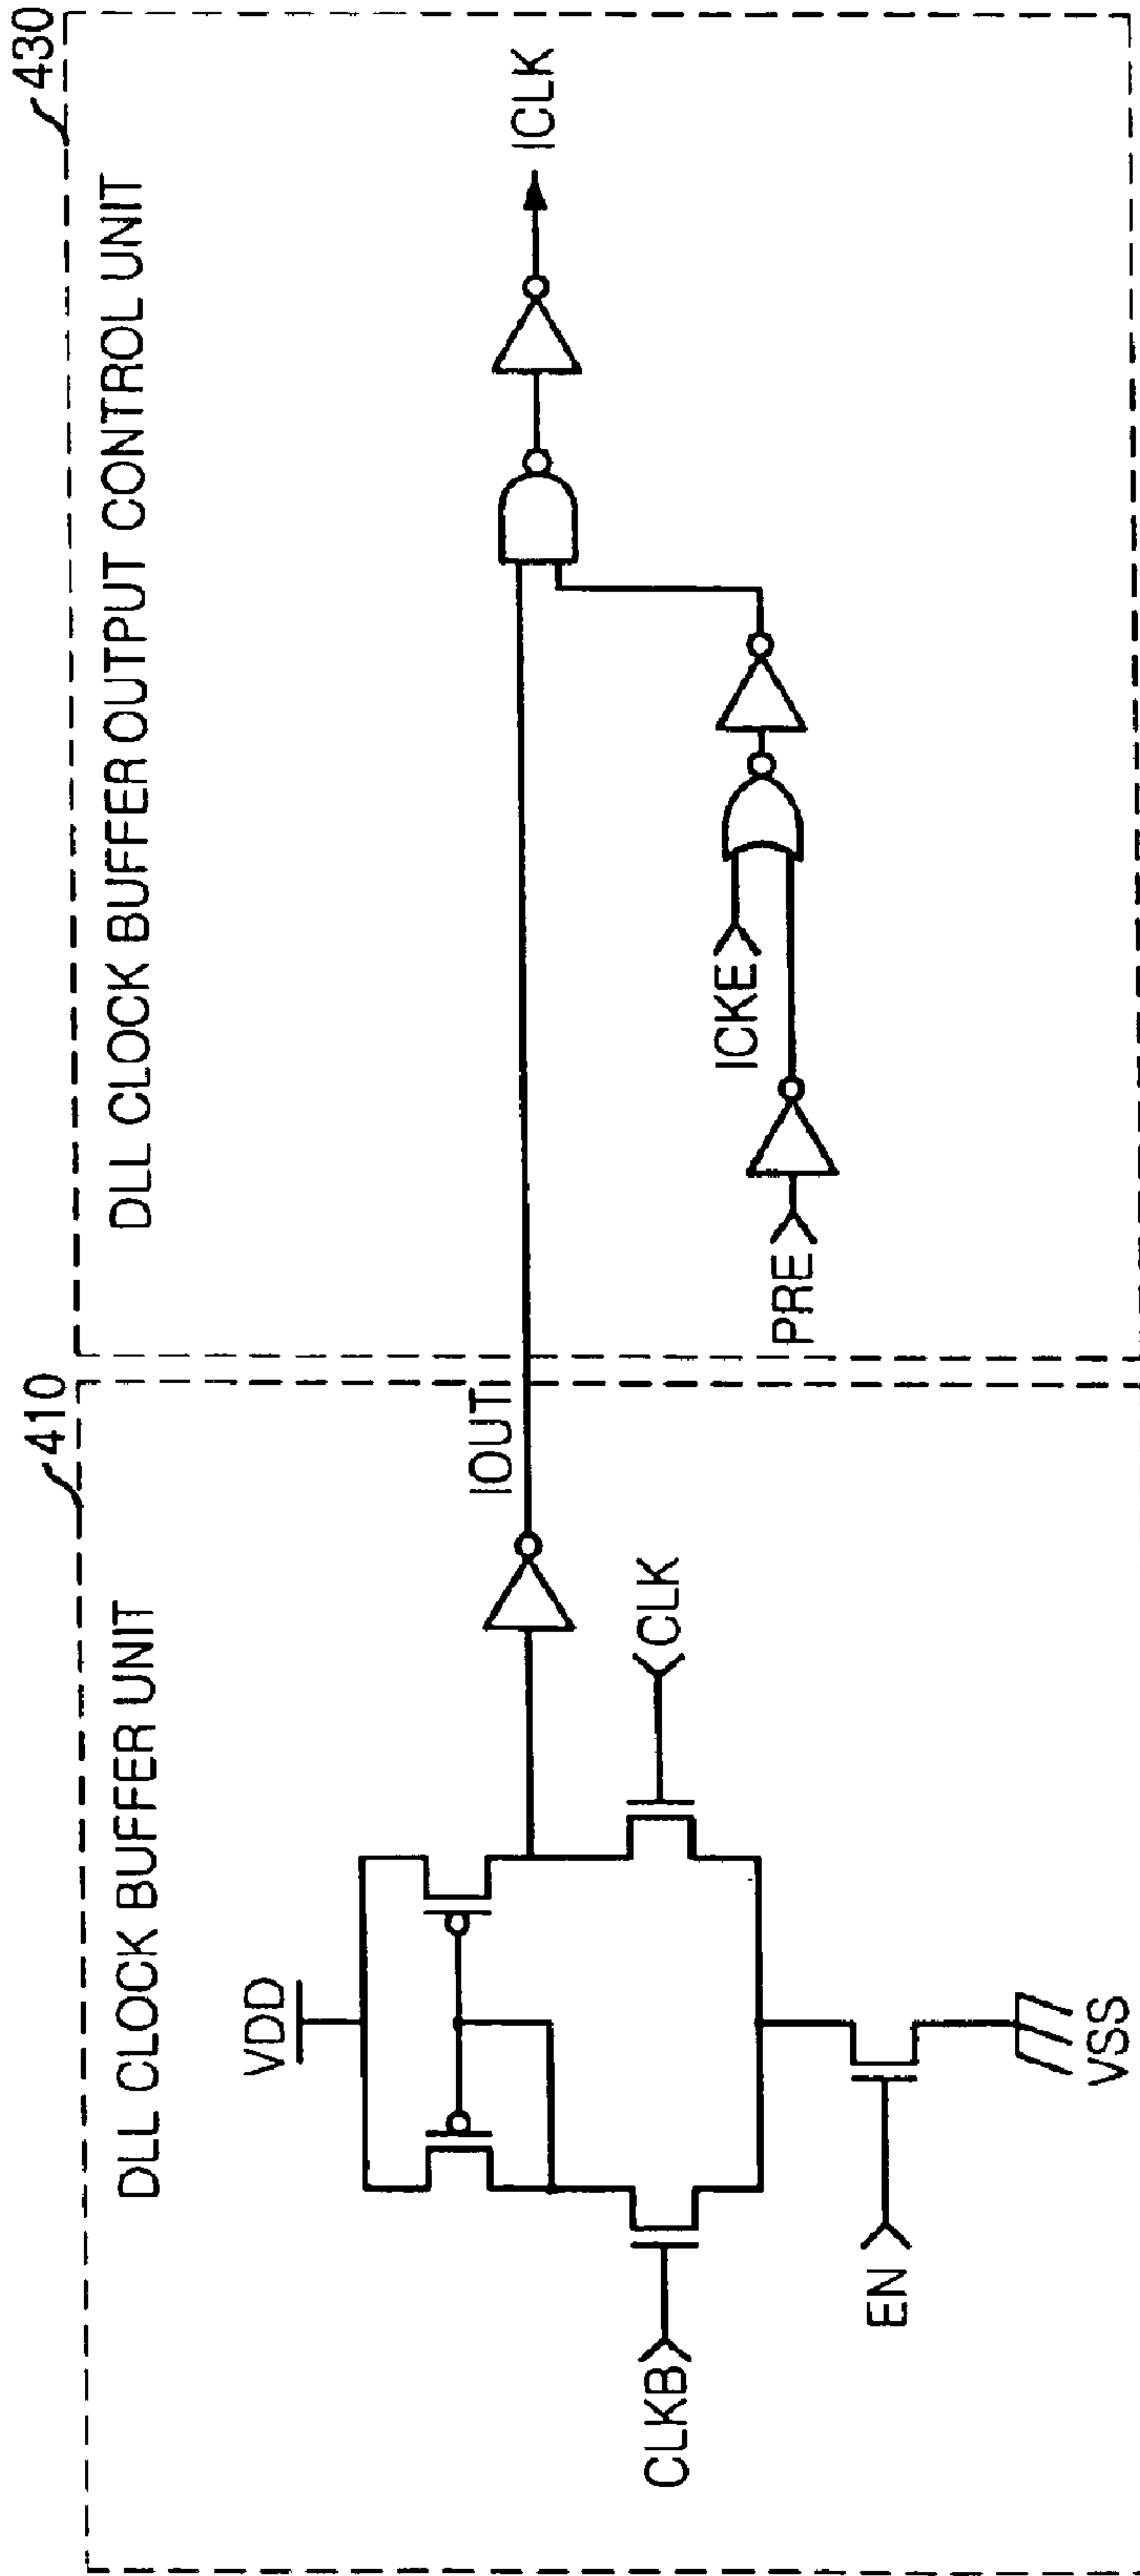 410
430
DLL CLOCK BUFFER UNIT
DLL CLOCK BUFFER OUTPUT CONTROL UNIT
VDD
IOUT
ICLK
CLKB
CLK
ICKE
PRE
EN
VSS